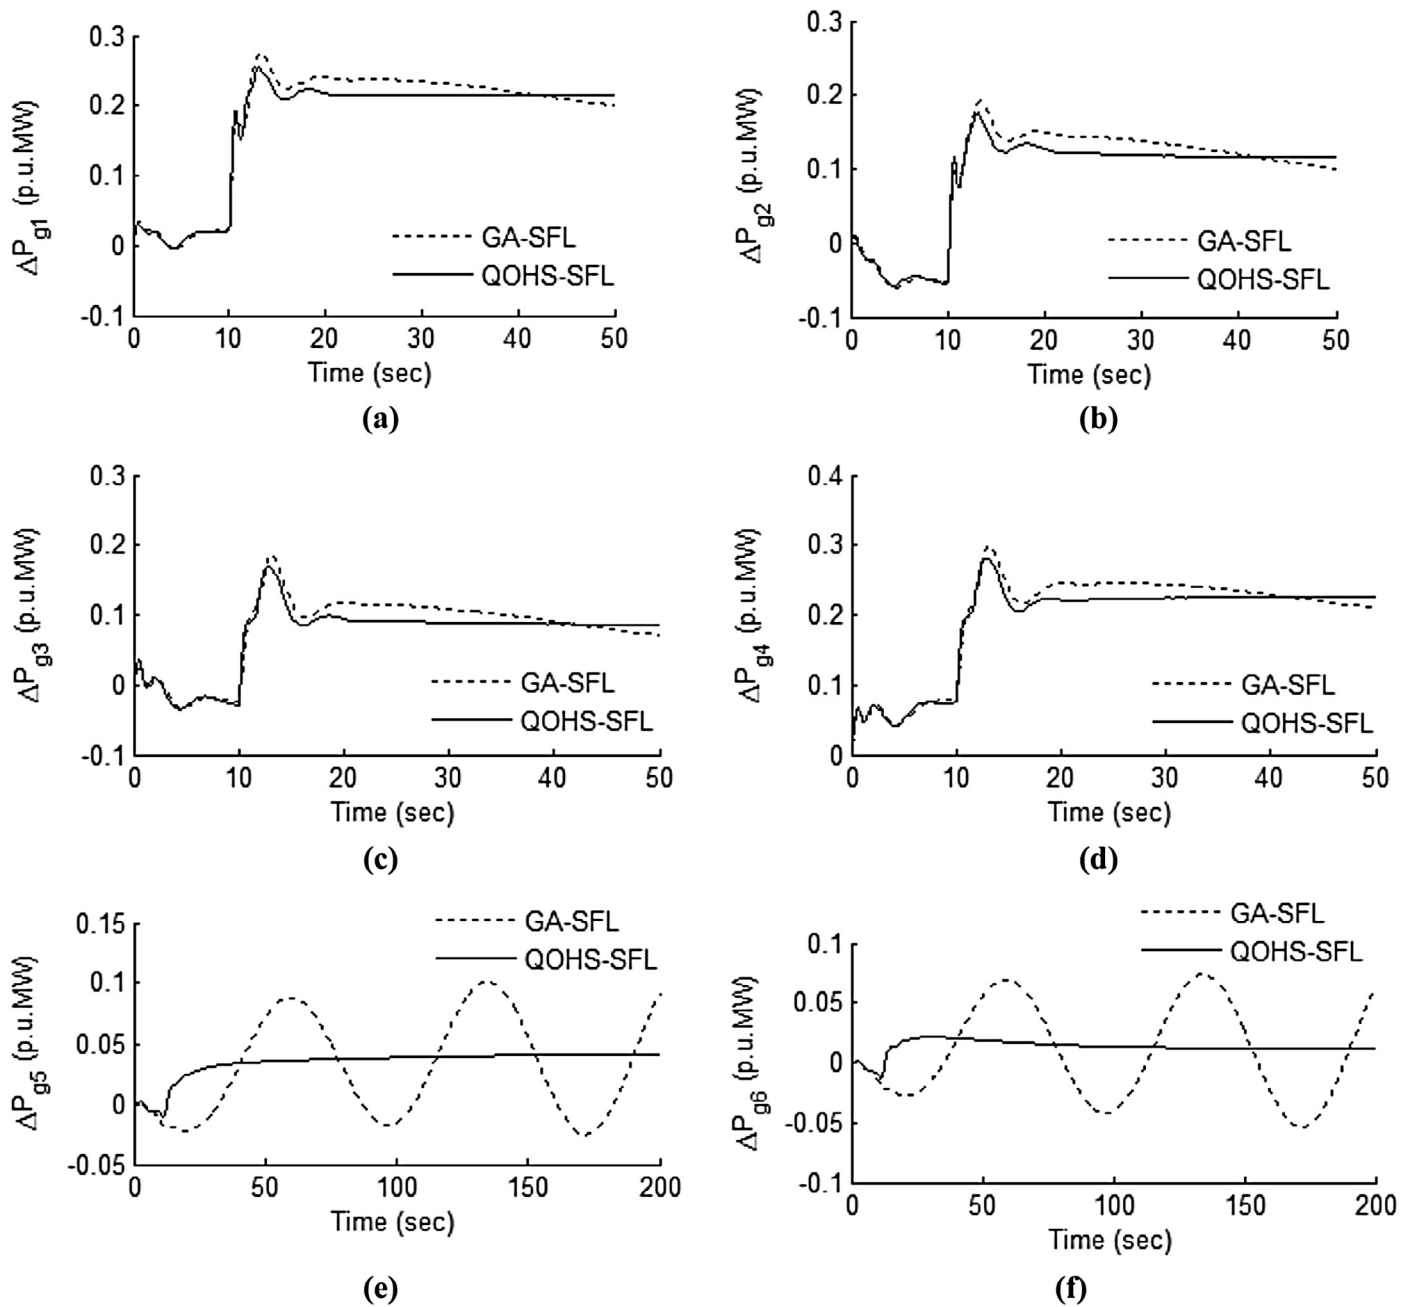 0.3
0.2
0.1
0
-0.1
ΔPg1 (p.u.MW)
GA-SFL
QOHS-SFL
0 10 20 30 40 50
Time (sec)
(a)
0.3
0.2
0.1
0
-0.1
ΔPg2 (p.u.MW)
GA-SFL
QOHS-SFL
0 10 20 30 40 50
Time (sec)
(b)
0.3
0.2
0.1
0
-0.1
ΔPg3 (p.u.MW)
GA-SFL
QOHS-SFL
0 10 20 30 40 50
Time (sec)
(c)
0.4
0.3
0.2
0.1
0
ΔPg4 (p.u.MW)
GA-SFL
QOHS-SFL
0 10 20 30 40 50
Time (sec)
(d)
GA-SFL
QOHS-SFL
0.15
0.1
0.05
0
-0.05
ΔPg5 (p.u.MW)
0 50 100 150 200
Time (sec)
(e)
GA-SFL
QOHS-SFL
0.1
0.05
0
-0.05
-0.1
ΔPg6 (p.u.MW)
0 50 100 150 200
Time (sec)
(f)